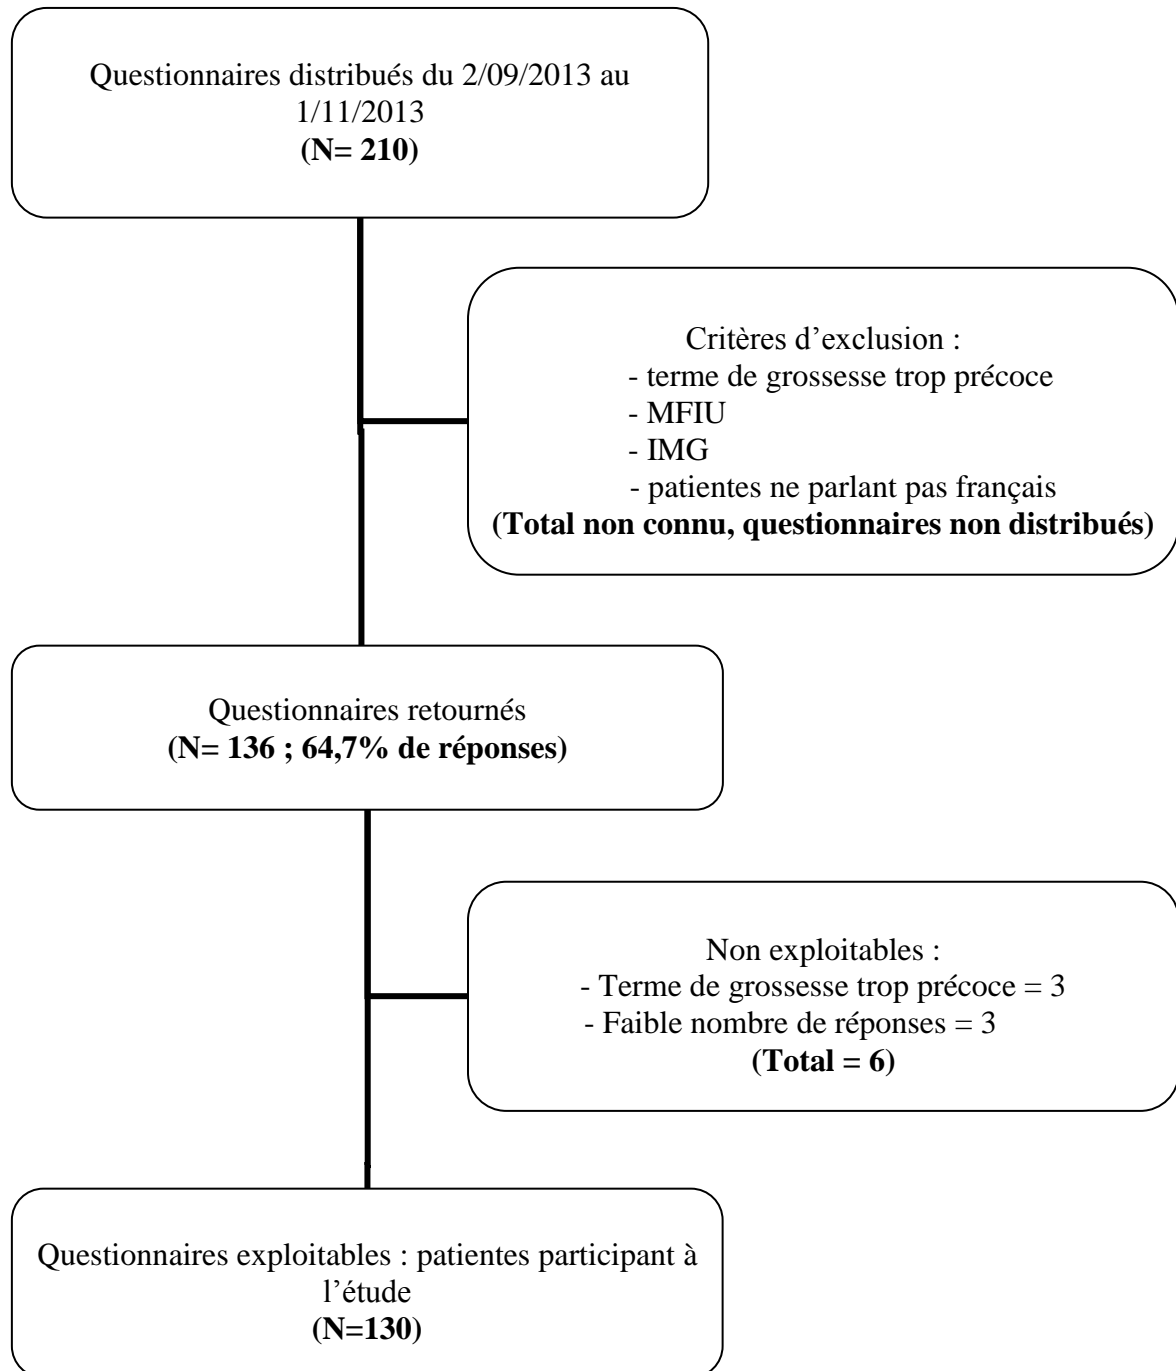 Questionnaires distribués du 2/09/2013 au
1/11/2013
(N= 210)
Critères d’exclusion :
- terme de grossesse trop précoce
- MFIU
- IMG
- patientes ne parlant pas français
(Total non connu, questionnaires non distribués)
Questionnaires retournés
(N= 136 ; 64,7% de réponses)
Non exploitables :
- Terme de grossesse trop précoce = 3
- Faible nombre de réponses = 3
(Total = 6)
Questionnaires exploitables : patientes participant à
l’étude
(N=130)